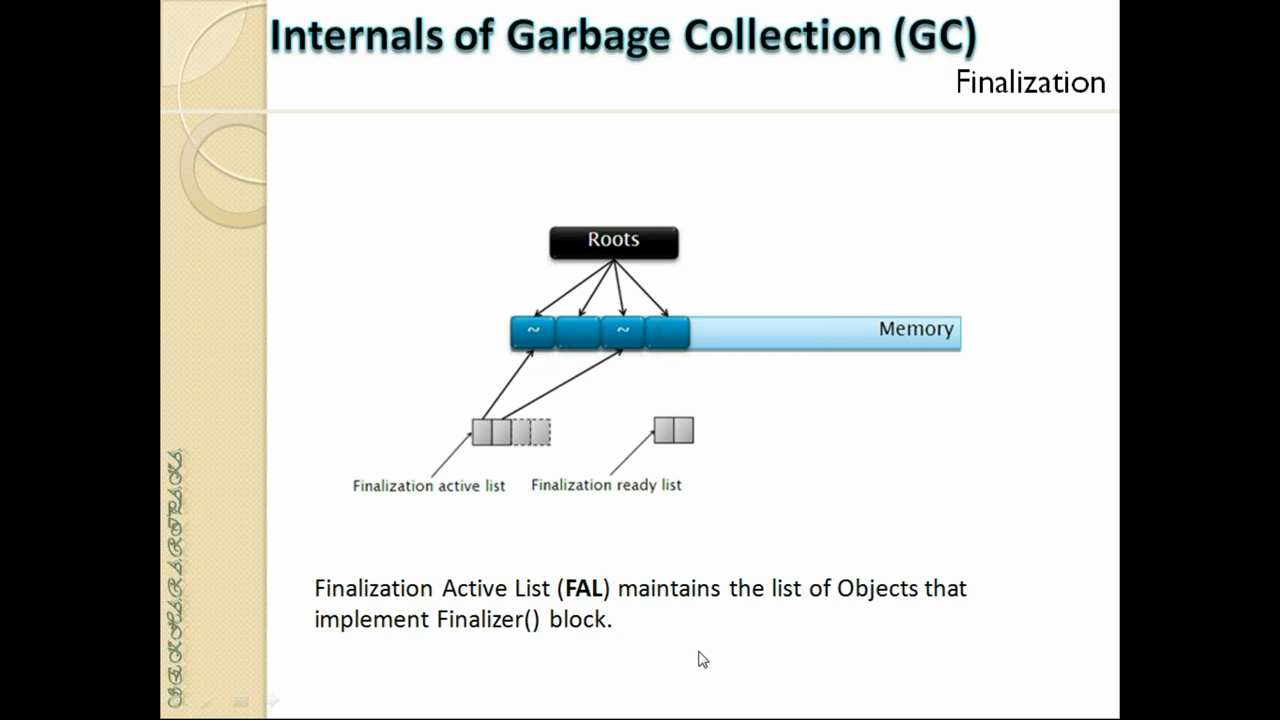 Internals of Garbage Collection (GC)
Finalization
Roots
~ ~
Memory
Finalization active list
Finalization ready list
Finalization Active List (FAL) maintains the list of Objects that
implement Finalizer() block.